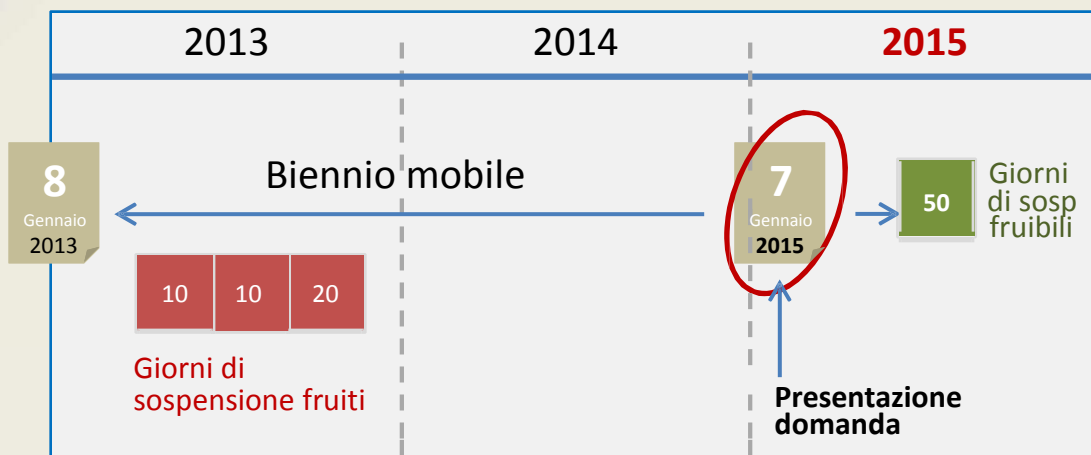 2013
2014
2015
8
Gennaio
2013
Biennio mobile
7
Gennaio
2015
50
Giorni
di sosp
fruibili
10
10
20
Giorni di
sospensione fruiti
Presentazione
domanda